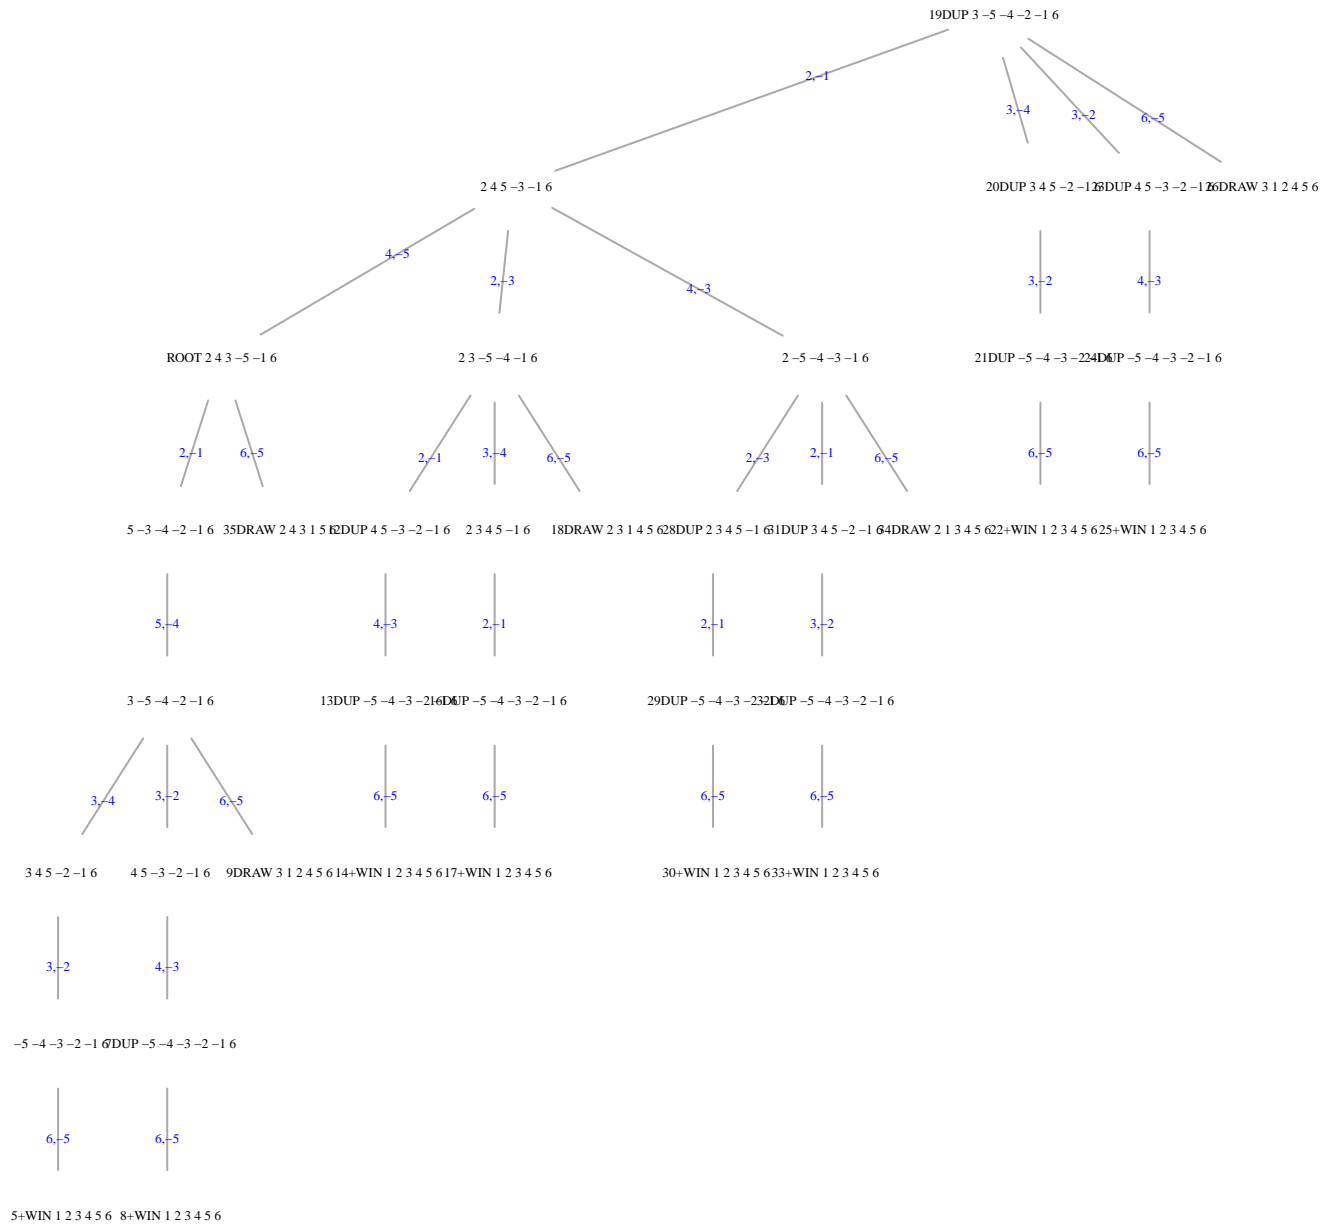 19DUP 3 −5 −4 −2 −1 6
2,−1
3,−4
3,−2
6,−5
2 4 5 −3 −1 6
20DUP 3 4 5 −2 −1 6
23DUP 4 5 −3 −2 −1 6
26DRAW 3 1 2 4 5 6
4,−5
2,−3
4,−3
3,−2
4,−3
ROOT 2 4 3 −5 −1 6
2 3 −5 −4 −1 6
2 −5 −4 −3 −1 6
21DUP −5 −4 −3 −2 −1 6
24DUP −5 −4 −3 −2 −1 6
2,−1
6,−5
2,−1
3,−4
6,−5
2,−3
2,−1
6,−5
6,−5
6,−5
5 −3 −4 −2 −1 6
35DRAW 2 4 3 1 5 6
12DUP 4 5 −3 −2 −1 6
2 3 4 5 −1 6
18DRAW 2 3 1 4 5 6
28DUP 2 3 4 5 −1 6
31DUP 3 4 5 −2 −1 6
34DRAW 2 1 3 4 5 6
22+WIN 1 2 3 4 5 6
25+WIN 1 2 3 4 5 6
5,−4
4,−3
2,−1
2,−1
3,−2
3 −5 −4 −2 −1 6
13DUP −5 −4 −3 −2 −1 6
16DUP −5 −4 −3 −2 −1 6
29DUP −5 −4 −3 −2 −1 6
32DUP −5 −4 −3 −2 −1 6
3,−4
3,−2
6,−5
6,−5
6,−5
6,−5
6,−5
3 4 5 −2 −1 6
4 5 −3 −2 −1 6
9DRAW 3 1 2 4 5 6
14+WIN 1 2 3 4 5 6
17+WIN 1 2 3 4 5 6
30+WIN 1 2 3 4 5 6
33+WIN 1 2 3 4 5 6
3,−2
4,−3
−5 −4 −3 −2 −1 6
7DUP −5 −4 −3 −2 −1 6
6,−5
6,−5
5+WIN 1 2 3 4 5 6
8+WIN 1 2 3 4 5 6